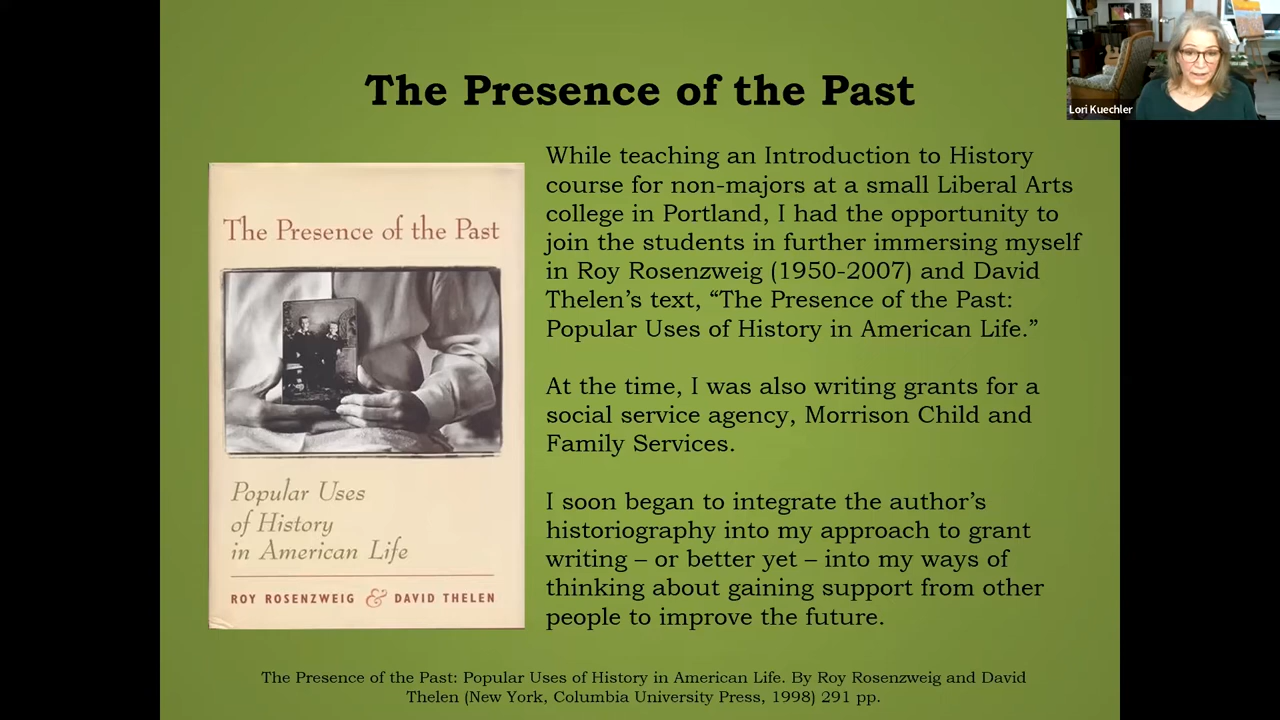 The Presence of the Past
Lori Kuechler
The Presence of the Past
Popular Uses
of History
in American Life
ROY ROSENZWEIG & DAVID THELEN
While teaching an Introduction to History
course for non-majors at a small Liberal Arts
college in Portland, I had the opportunity to
join the students in further immersing myself
in Roy Rosenzweig (1950-2007) and David
Thelen’s text, “The Presence of the Past:
Popular Uses of History in American Life.”
At the time, I was also writing grants for a
social service agency, Morrison Child and
Family Services.
I soon began to integrate the author’s
historiography into my approach to grant
writing – or better yet – into my ways of
thinking about gaining support from other
people to improve the future.
The Presence of the Past: Popular Uses of History in American Life. By Roy Rosenzweig and David
Thelen (New York, Columbia University Press, 1998) 291 pp.